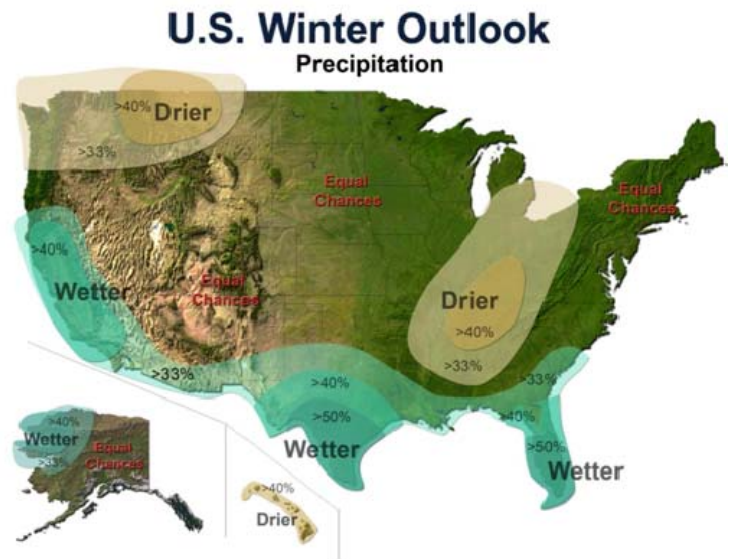 U.S. Winter Outlook
Precipitation
>40%
Drier
>33%
Equal
Chances
Equal
Chances
>40%
Wetter
Equal
Chances
Drier
>40%
>33%
>33%
>40%
>33%
>50%
>40%
Wetter
>50%
Wetter
>40%
Wetter
Equal
Chances
>33%
>40%
Drier